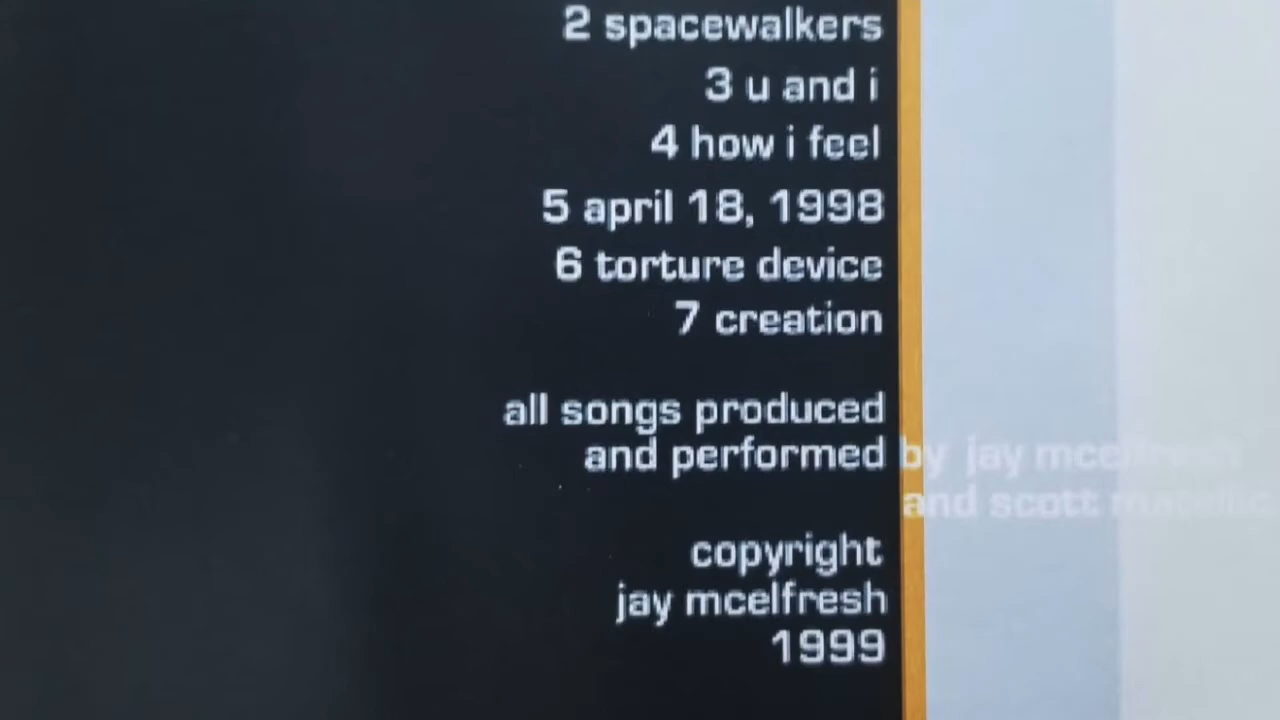 2 spacewalkers
3 u and i
4 how i feel
5 april 18, 1998
6 torture device
7 creation
all songs produced
and performed by jay mcelfresh
and scott
copyright
jay mcelfresh
1999